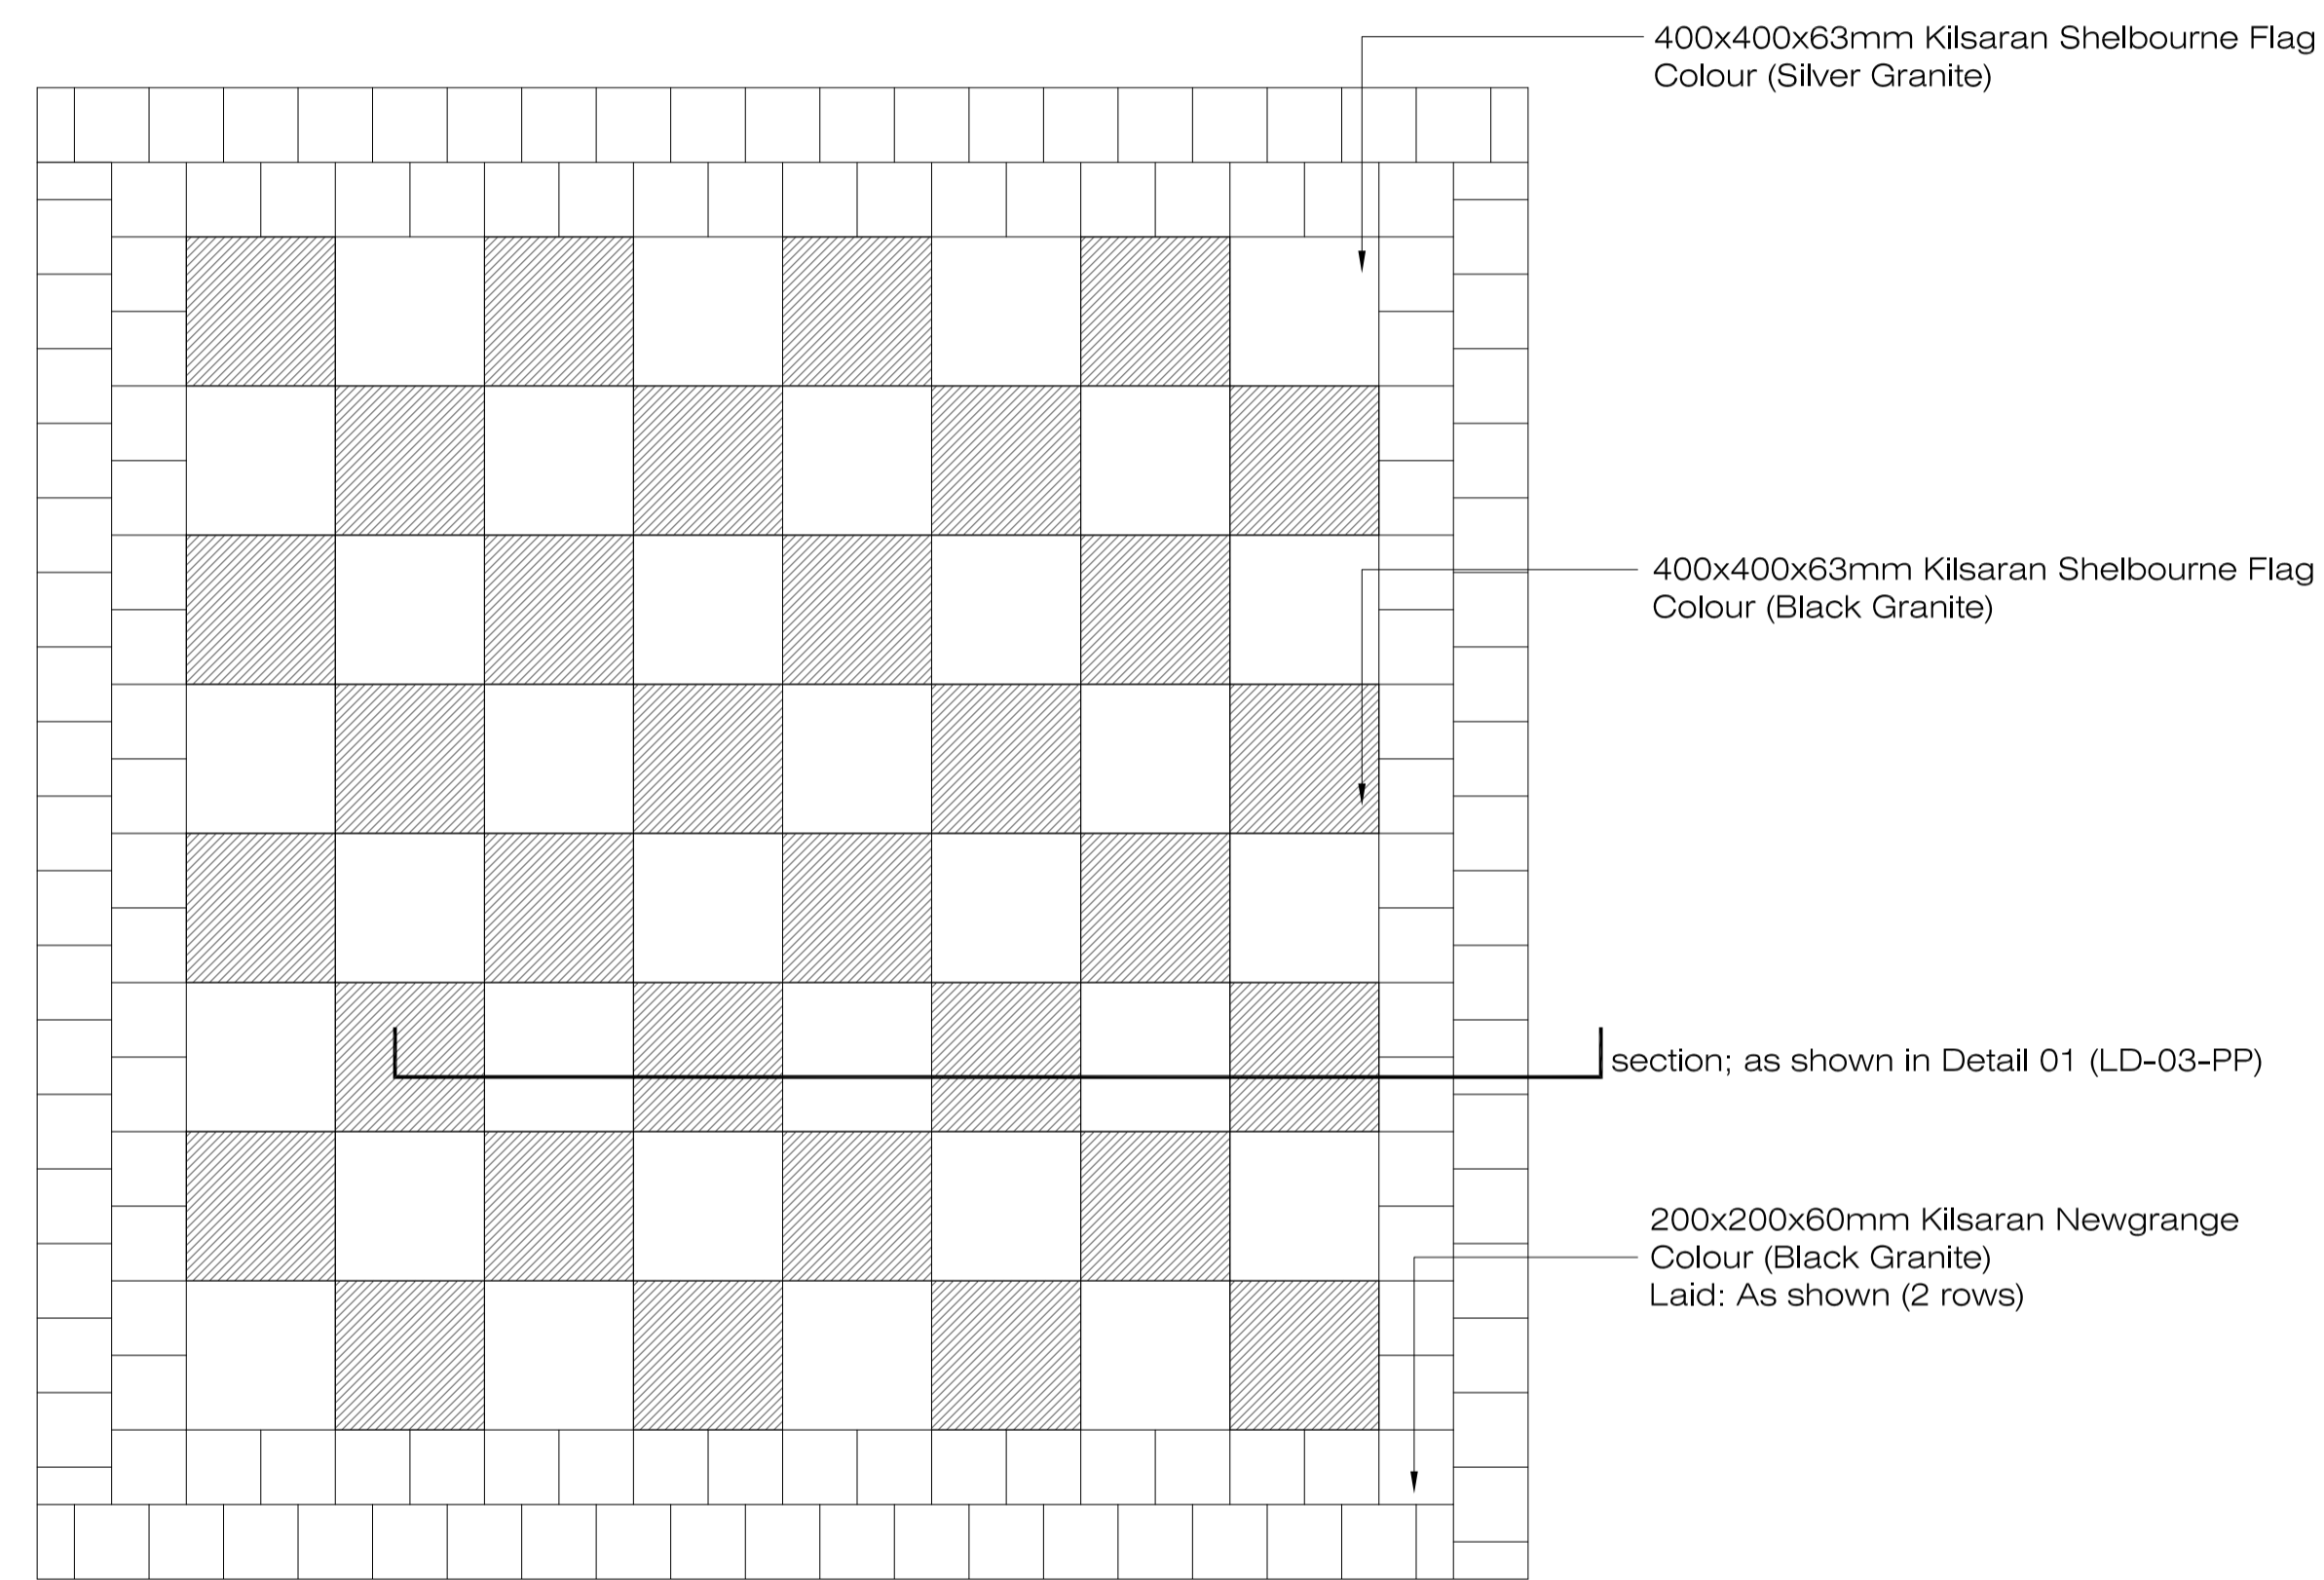 400x400x63mm Kilsaran Shelbourne Flag
Colour (Silver Granite)
400x400x63mm Kilsaran Shelbourne Flag
Colour (Black Granite)
section; as shown in Detail 01 (LD-03-PP)
200x200x60mm Kilsaran Newgrange
Colour (Black Granite)
Laid: As shown (2 rows)